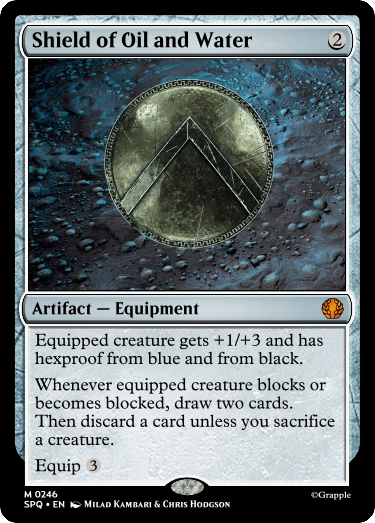 Shield of Oil and Water 2
Artifact — Equipment
Equipped creature gets +1/+3 and has
hexproof from blue and from black.
Whenever equipped creature blocks or
becomes blocked, draw two cards.
Then discard a card unless you sacrifice
a creature.
Equip 3
M 0246
SPQ • EN Milad Kambari & Chris Hodgson
©Grapple